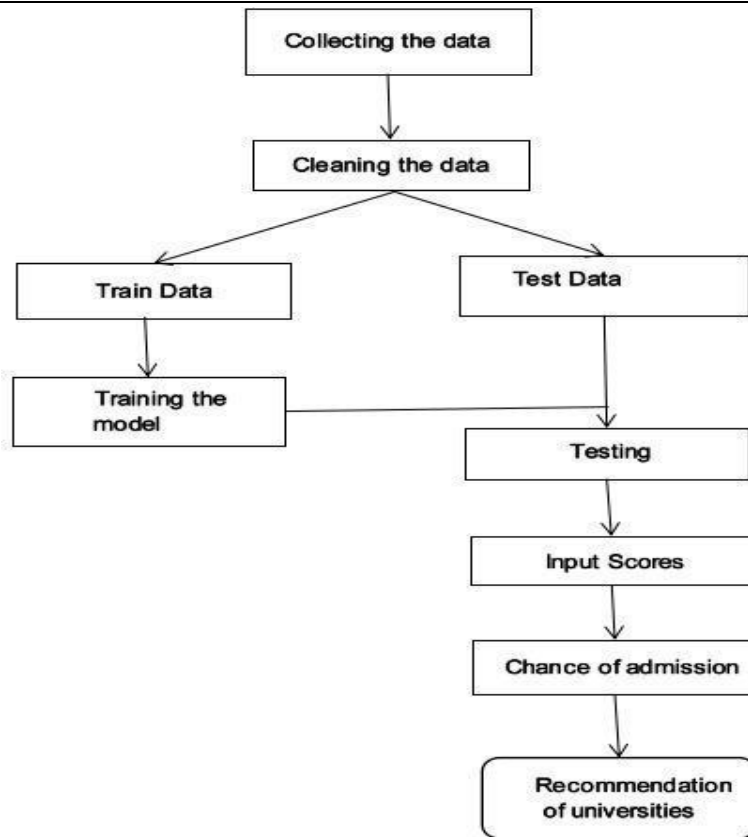 Collecting the data
Cleaning the data
Train Data
Test Data
Training the
model
Testing
Input Scores
Chance of admission
Recommendation
of universities